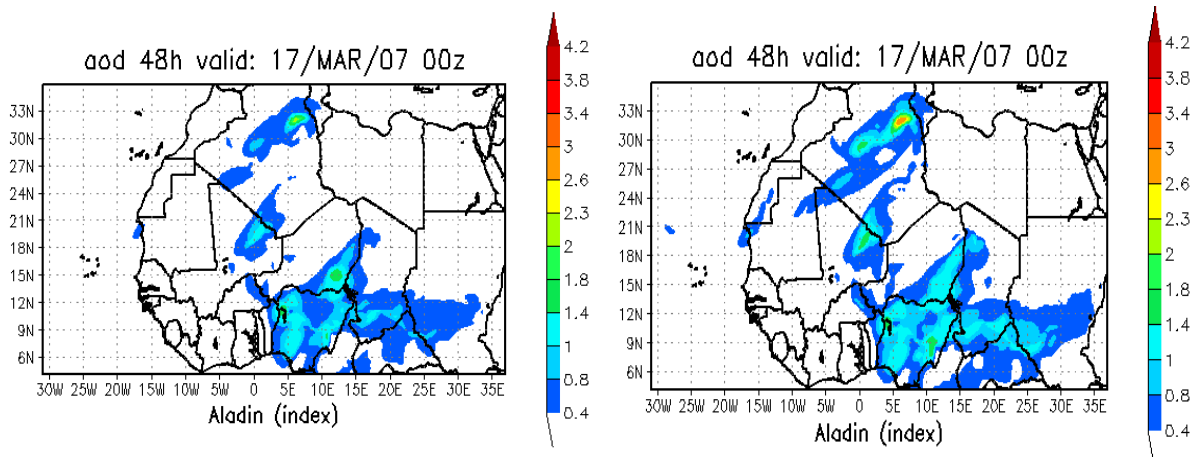 aod 48h valid: 17/MAR/07 00z
4.2
3.8
3.4
3
2.6
2.3
2
1.8
1.4
1
0.8
0.4
33N
30N
27N
24N
21N
18N
15N
12N
9N
6N
30W 25W 20W 15W 10W 5W 0 5E 10E 15E 20E 25E 30E 35E
Aladin (index)
aod 48h valid: 17/MAR/07 00z
4.2
3.8
3.4
3
2.6
2.3
2
1.8
1.4
1
0.8
0.4
33N
30N
27N
24N
21N
18N
15N
12N
9N
6N
30W 25W 20W 15W 10W 5W 0 5E 10E 15E 20E 25E 30E 35E
Aladin (index)